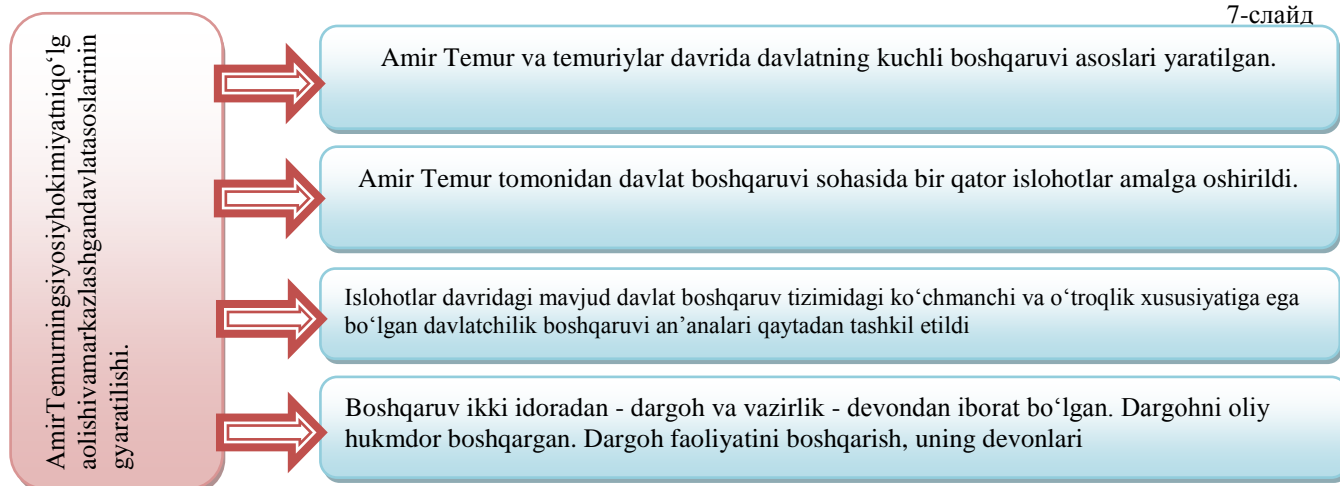 7-слайд
AmirTemurningsiyosiyhokimiyatniqo‘lg
aolishivamarkazlashgandavlatasoslarinin
gyaratilishi.
Amir Temur va temuriylar davrida davlatning kuchli boshqaruvi asoslari yaratilgan.
Amir Temur tomonidan davlat boshqaruvi sohasida bir qator islohotlar amalga oshirildi.
Islohotlar davridagi mavjud davlat boshqaruv tizimidagi ko‘chmanchi va o‘troqlik xususiyatiga ega
bo‘lgan davlatchilik boshqaruvi an’analari qaytadan tashkil etildi
Boshqaruv ikki idoradan - dargoh va vazirlik - devondan iborat bo‘lgan. Dargohni oliy
hukmdor boshqargan. Dargoh faoliyatini boshqarish, uning devonlari